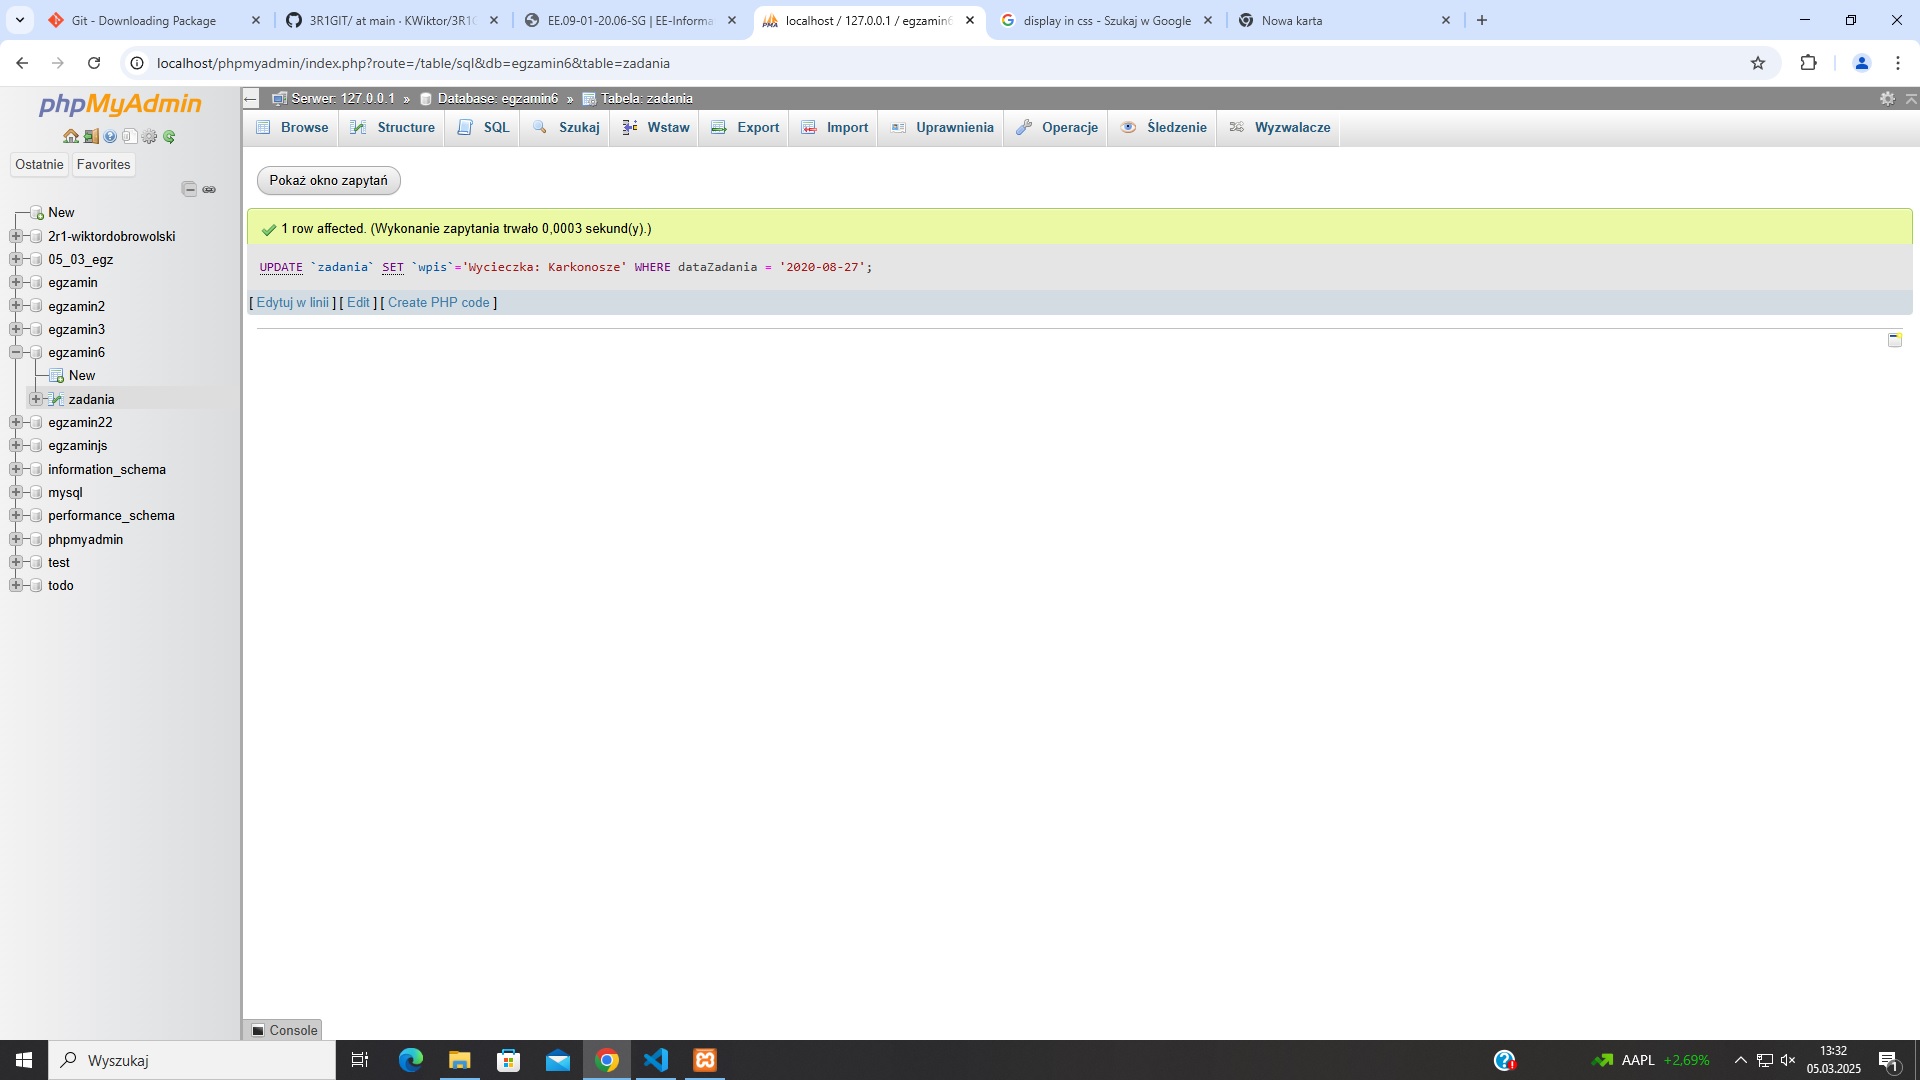 Git - Downloading Package
3R1GIT/ at main · KWiktor/3R1G
EE.09-01-20.06-SG | EE-Informa
localhost / 127.0.0.1 / egzamin6
display in css - Szukaj w Google
Nowa karta
localhost/phpmyadmin/index.php?route=/table/sql&db=egzamin6&table=zadania
phpMyAdmin
Ostatnie Favorites
New
2r1-wiktordobrowolski
05_03_egz
egzamin
egzamin2
egzamin3
egzamin6
New
zadania
egzamin22
egzaminjs
information_schema
mysql
performance_schema
phpmyadmin
test
todo
Serwer: 127.0.0.1 » Database: egzamin6 » Tabela: zadania
Browse Structure SQL Szukaj Wstaw Export Import Uprawnienia Operacje Śledzenie Wyzwalacze
Pokaż okno zapytań
1 row affected. (Wykonanie zapytania trwało 0,0003 sekund(y).)
UPDATE `zadania` SET `wpis`='Wycieczka: Karkonosze' WHERE dataZadania = '2020-08-27';
[ Edytuj w linii ] [ Edit ] [ Create PHP code ]
Console
Wyszukaj
AAPL +2,69%
13:32
05.03.2025
1